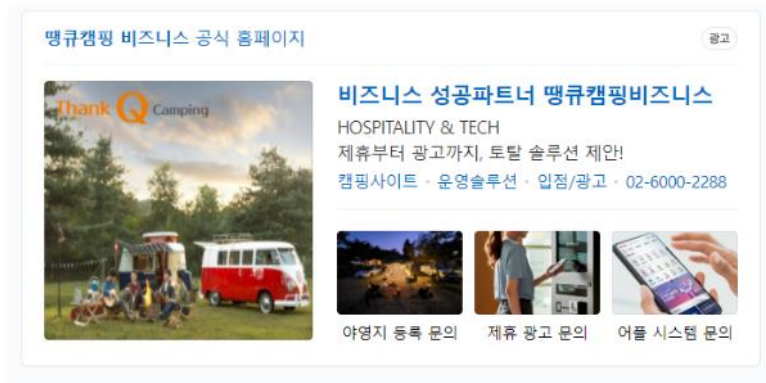 땡큐캠핑 비즈니스 공식 홈페이지
광고
Thank Q Camping
비즈니스 성공파트너 땡큐캠핑비즈니스
HOSPITALITY & TECH
제휴부터 광고까지, 토탈 솔루션 제안!
캠핑사이트 · 운영솔루션 · 입점/광고 · 02-6000-2288
야영지 등록 문의
제휴 광고 문의
어플 시스템 문의